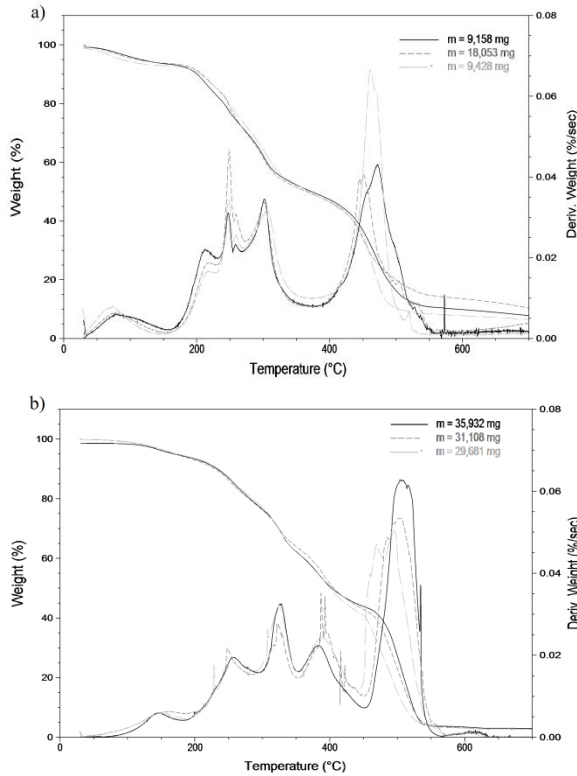 a)
m = 9,158 mg
m = 18,053 mg
m = 9,428 mg
Weight (%)
100
80
60
40
20
0
Deriv. Weight (%/sec)
0.08
0.06
0.04
0.02
0.00
0 200 400 600
Temperature (°C)
b)
m = 35,932 mg
m = 31,108 mg
m = 29,681 mg
Weight (%)
100
80
60
40
20
0
Deriv. Weight (%/sec)
0.08
0.06
0.04
0.02
0.00
0 200 400 600
Temperature (°C)